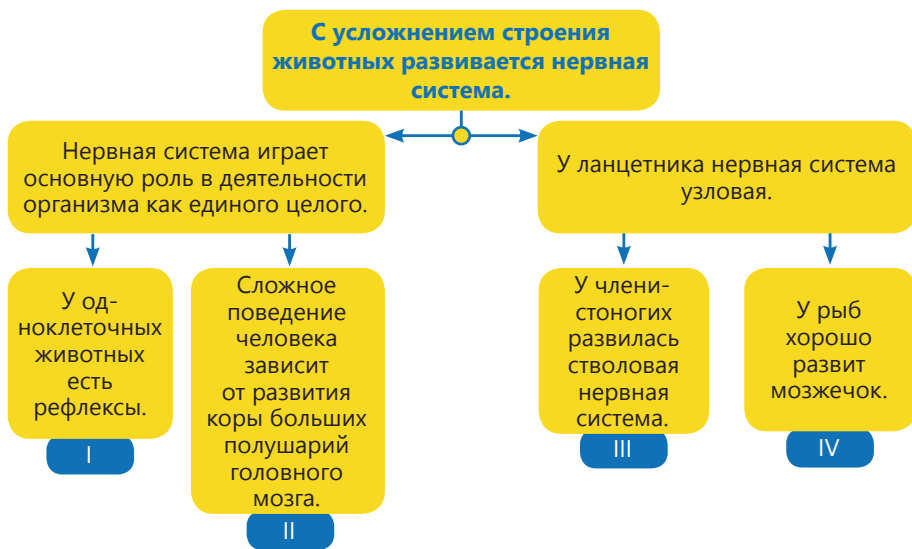 С усложнением строения
животных развивается нервная
система.
Нервная система играет
основную роль в деятельности
организма как единого целого.
У ланцетника нервная система
узловая.
У од-
ноклеточных
животных
есть
рефлексы.
I
Сложное
поведение
человека
зависит
от развития
коры больших
полушарий
головного
мозга.
II
У члени-
стоногих
развилась
стволовая
нервная
система.
III
У рыб
хорошо
развит
мозжечок.
IV